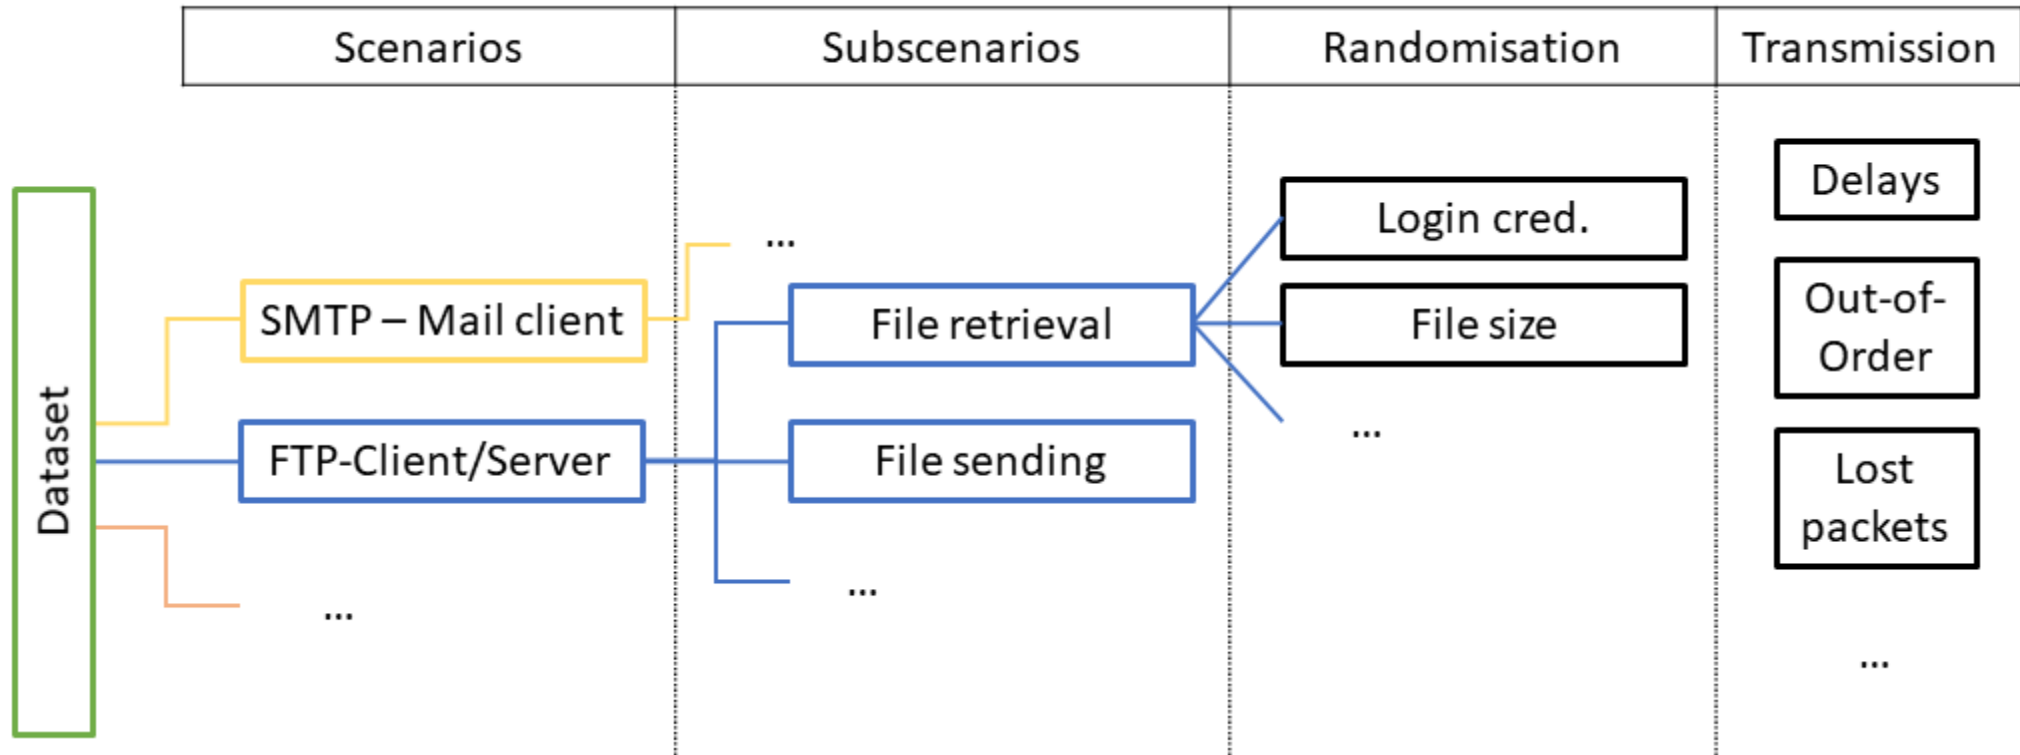 Scenarios
Subscenarios
Randomisation
Transmission
Dataset
SMTP – Mail client
FTP-Client/Server
...
...
File retrieval
File sending
...
Login cred.
File size
...
Delays
Out-of-
Order
Lost
packets
...